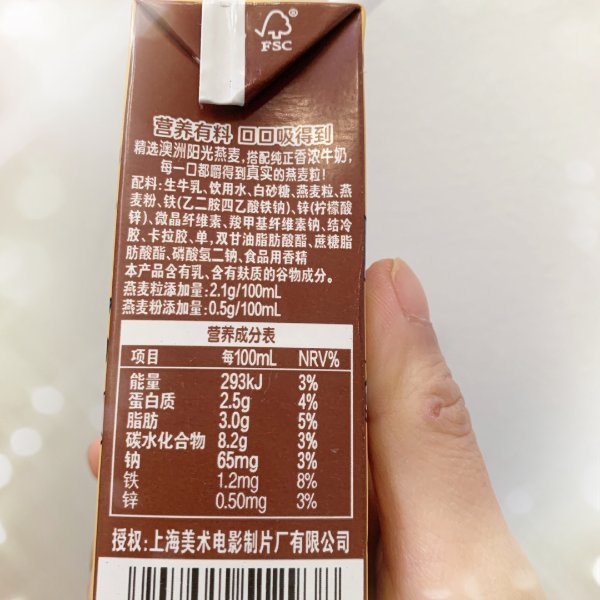 FSC®
营养有料 口口吸得到
精选澳洲阳光燕麦,搭配纯正香浓牛奶,
每一口都嚼得到真实的燕麦粒!
配料:生牛乳、饮用水、白砂糖、燕麦粒、燕
麦粉、铁(乙二胺四乙酸铁钠)、锌(柠檬酸
锌)、微晶纤维素、羧甲基纤维素钠、结冷
胶、卡拉胶、单,双甘油脂肪酸酯、蔗糖脂
肪酸酯、磷酸氢二钠、食品用香精
本产品含有乳、含有麸质的谷物成分。
燕麦粒添加量:2.1g/100mL
燕麦粉添加量:0.5g/100mL
营养成分表
项目 每100mL NRV%
能量 293kJ 3%
蛋白质 2.5g 4%
脂肪 3.0g 5%
碳水化合物 8.2g 3%
钠 65mg 3%
铁 1.2mg 8%
锌 0.50mg 3%
授权:上海美术电影制片厂有限公司